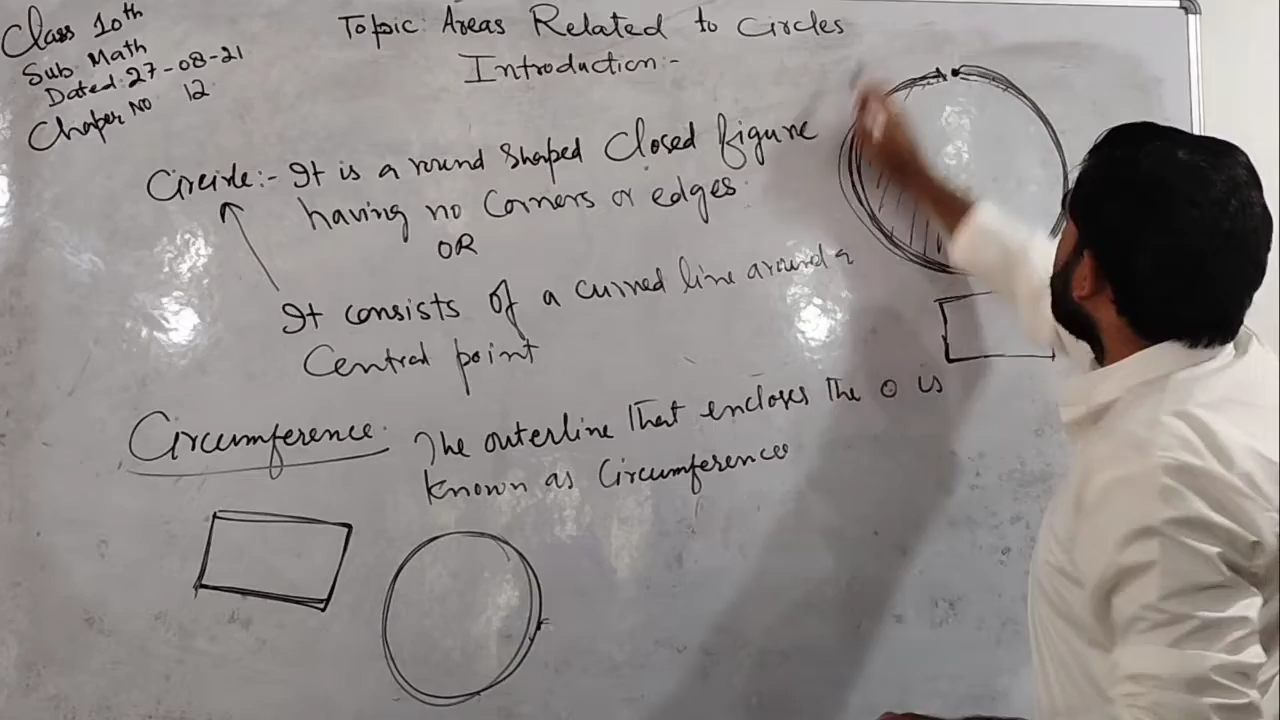 Class 10th
Sub Math
Dated: 27-08-21
Chaper No 12
Topic: Areas Related to Circles
Introduction:-
Circirle:- It is a round shaped Closed figure
having no Corners or edges.
OR
It consists of a curved line around a
Central point
Circumference. The outerline that encloses the o is
known as Circumference